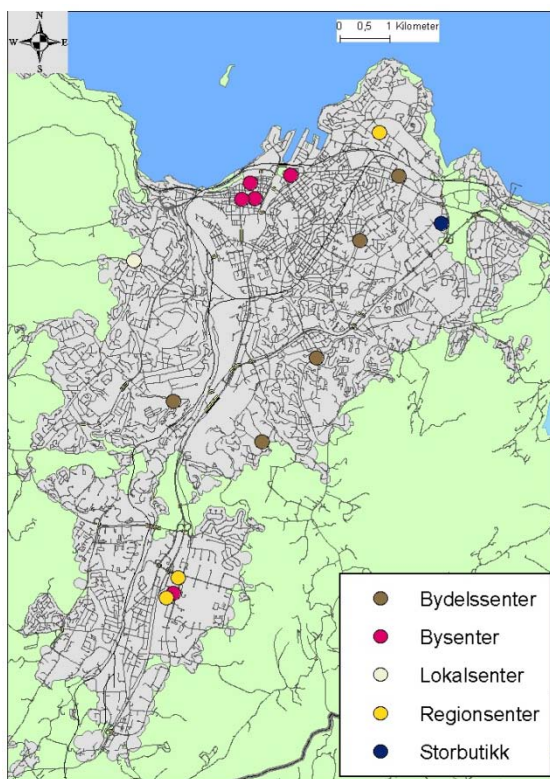 N
W E
S
0 0,5 1 Kilometer
Bydelssenter
Bysenter
Lokalsenter
Regionsenter
Storbutikk